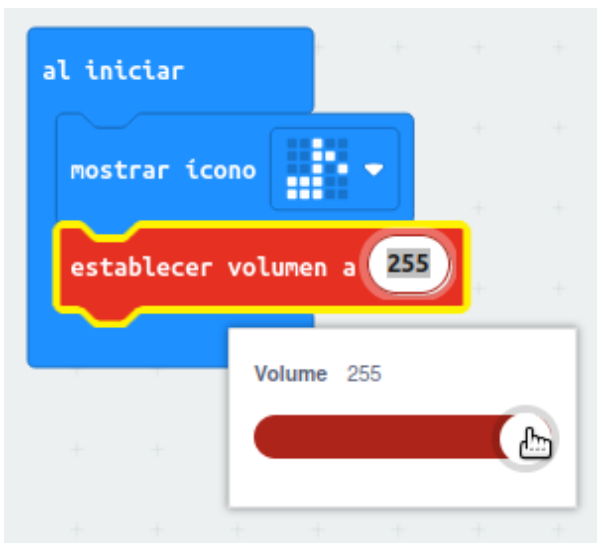 al iniciar
mostrar ícono
establecer volumen a 255
Volume 255